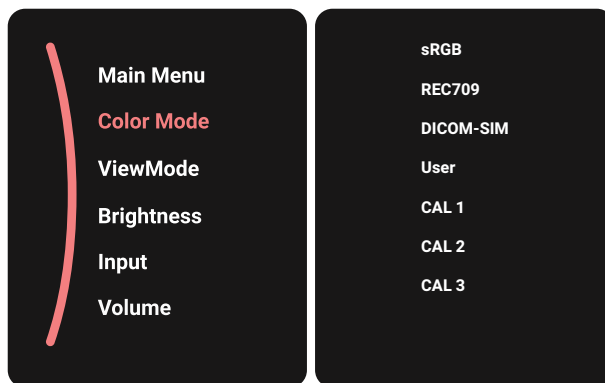 Main Menu
Color Mode
ViewMode
Brightness
Input
Volume
sRGB
REC709
DICOM-SIM
User
CAL 1
CAL 2
CAL 3